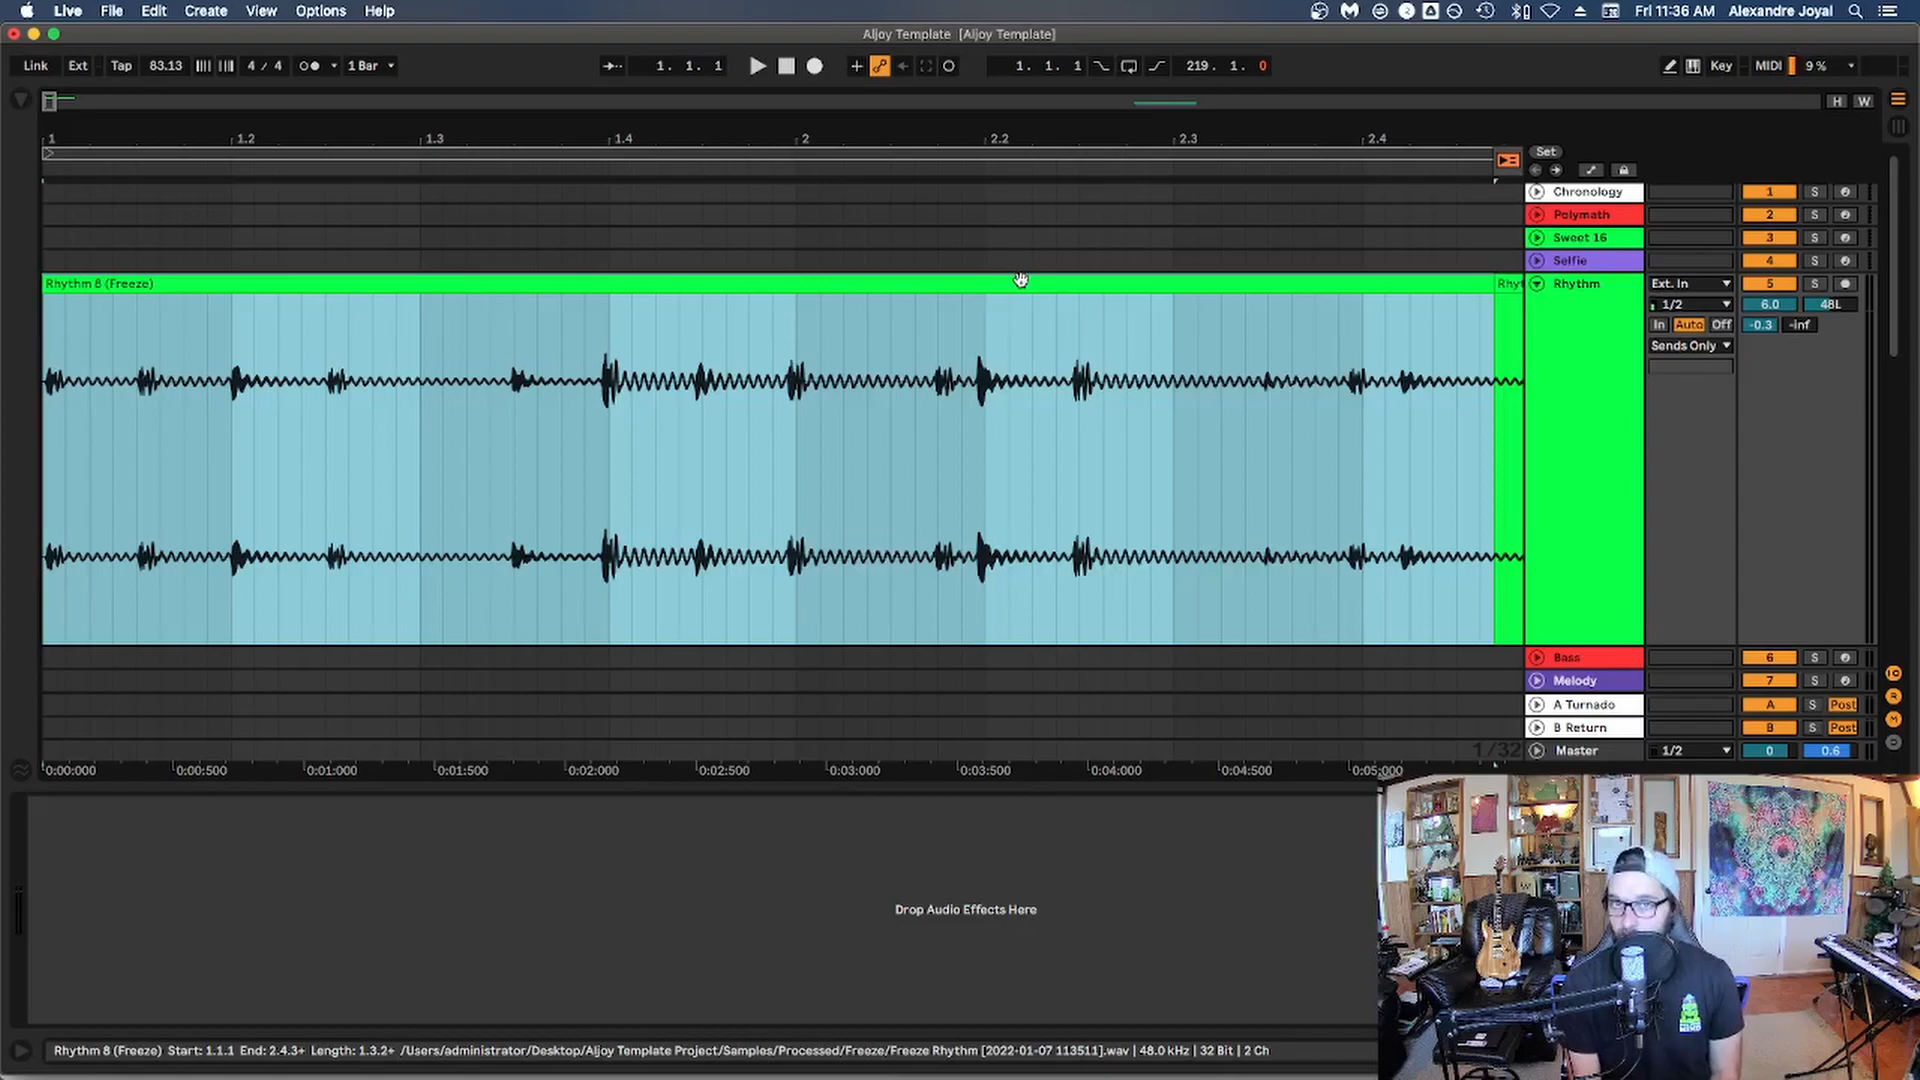 Live File Edit Create View Options Help Fri 11:36 AM Alexandre Joyal
Aljoy Template [Aljoy Template]
Link Ext Tap 83.13 4 / 4 1 Bar 1. 1. 1 1. 1. 1 219. 1. 0 Key MIDI 9 %
H W
1 1.2 1.3 1.4 2 2.2 2.3 2.4
Set
Chronology 1 S
Polymath 2 S
Sweet 16 3 S
Selfie 4 S
Rhythm 8 (Freeze) Rhyt Rhythm Ext. In 5 S
1/2 6.0 48L
In Auto Off -0.3 -inf
Sends Only
Bass 6 S
Melody 7 S
A Turnado A S Post
B Return B S Post
1/32 Master 1/2 0 0.6
0:00:000 0:00:500 0:01:000 0:01:500 0:02:000 0:02:500 0:03:000 0:03:500 0:04:000 0:04:500 0:05:000
Drop Audio Effects Here
Rhythm 8 (Freeze) Start: 1.1.1 End: 2.4.3+ Length: 1.3.2+ /Users/administrator/Desktop/Aljoy Template Project/Samples/Processed/Freeze/Freeze Rhythm [2022-01-07 113511].wav | 48.0 kHz | 32 Bit | 2 Ch